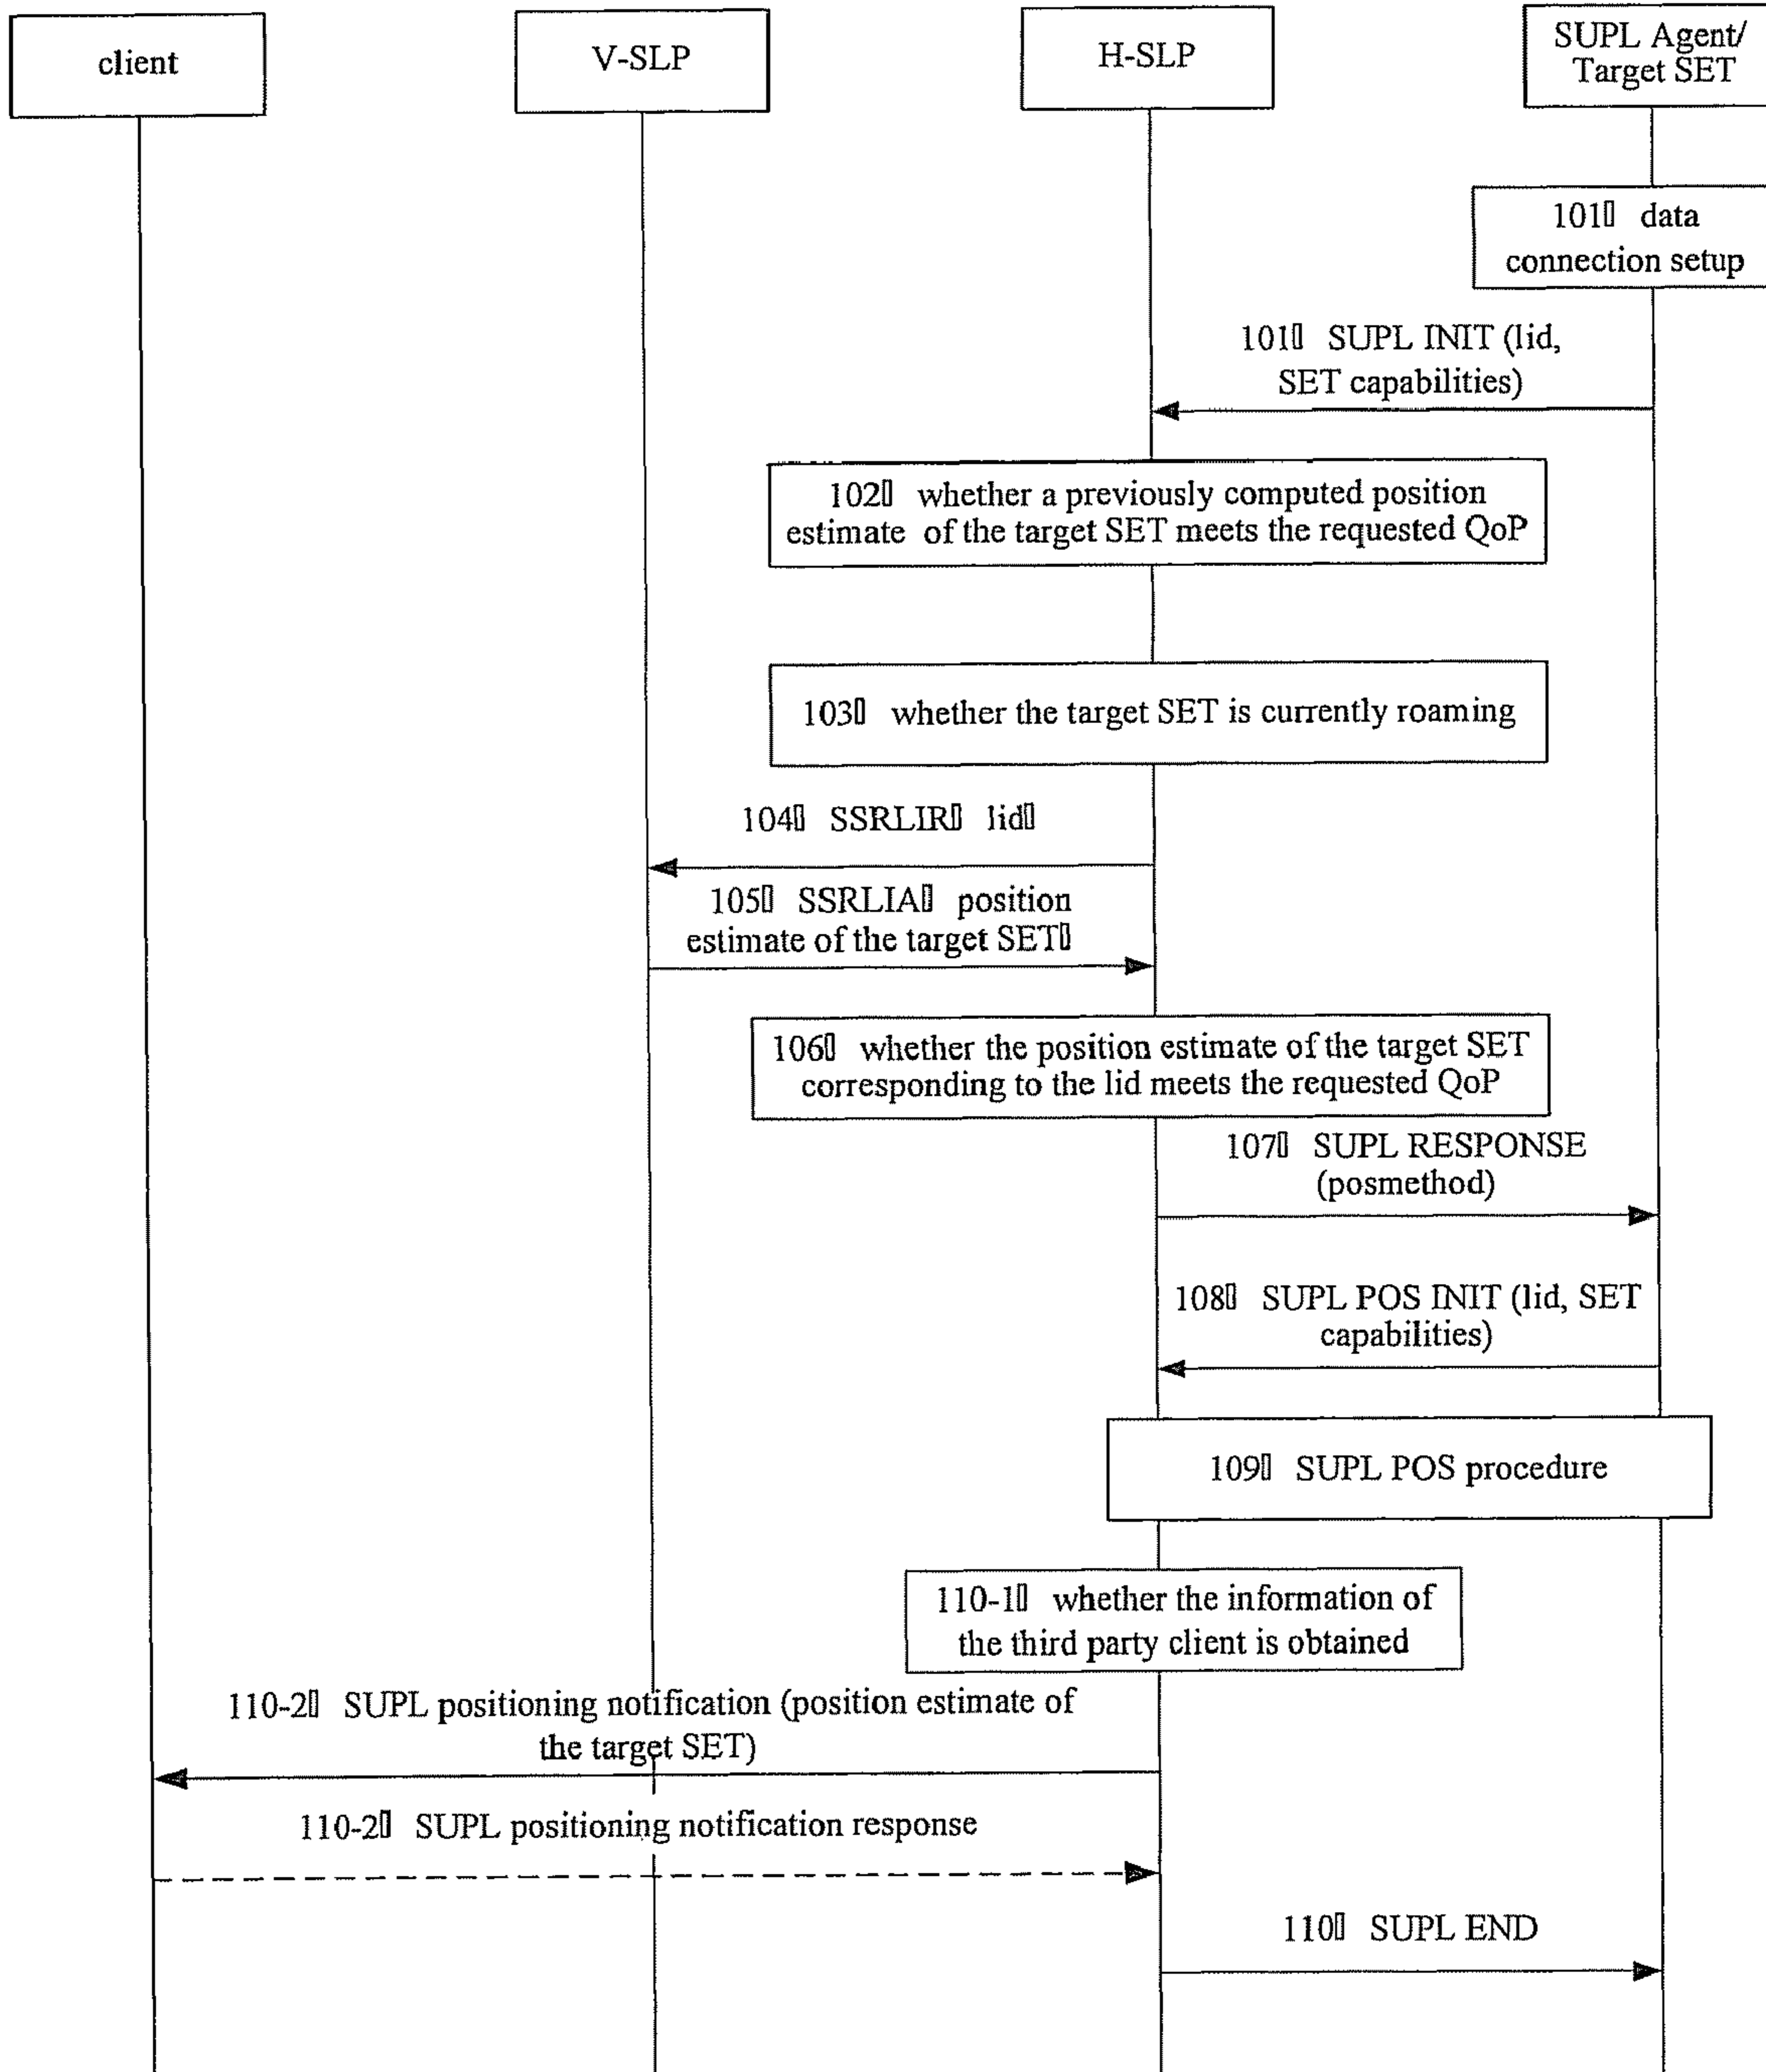 client
V-SLP
H-SLP
SUPL Agent/
Target SET
101▯ data
connection setup
101▯ SUPL INIT (lid,
SET capabilities)
102▯ whether a previously computed position
estimate of the target SET meets the requested QoP
103▯ whether the target SET is currently roaming
104▯ SSRLIR▯ lid▯
105▯ SSRLIA▯ position
estimate of the target SET▯
106▯ whether the position estimate of the target SET
corresponding to the lid meets the requested QoP
107▯ SUPL RESPONSE
(posmethod)
108▯ SUPL POS INIT (lid, SET
capabilities)
109▯ SUPL POS procedure
110-1▯ whether the information of
the third party client is obtained
110-2▯ SUPL positioning notification (position estimate of
the target SET)
110-2▯ SUPL positioning notification response
110▯ SUPL END